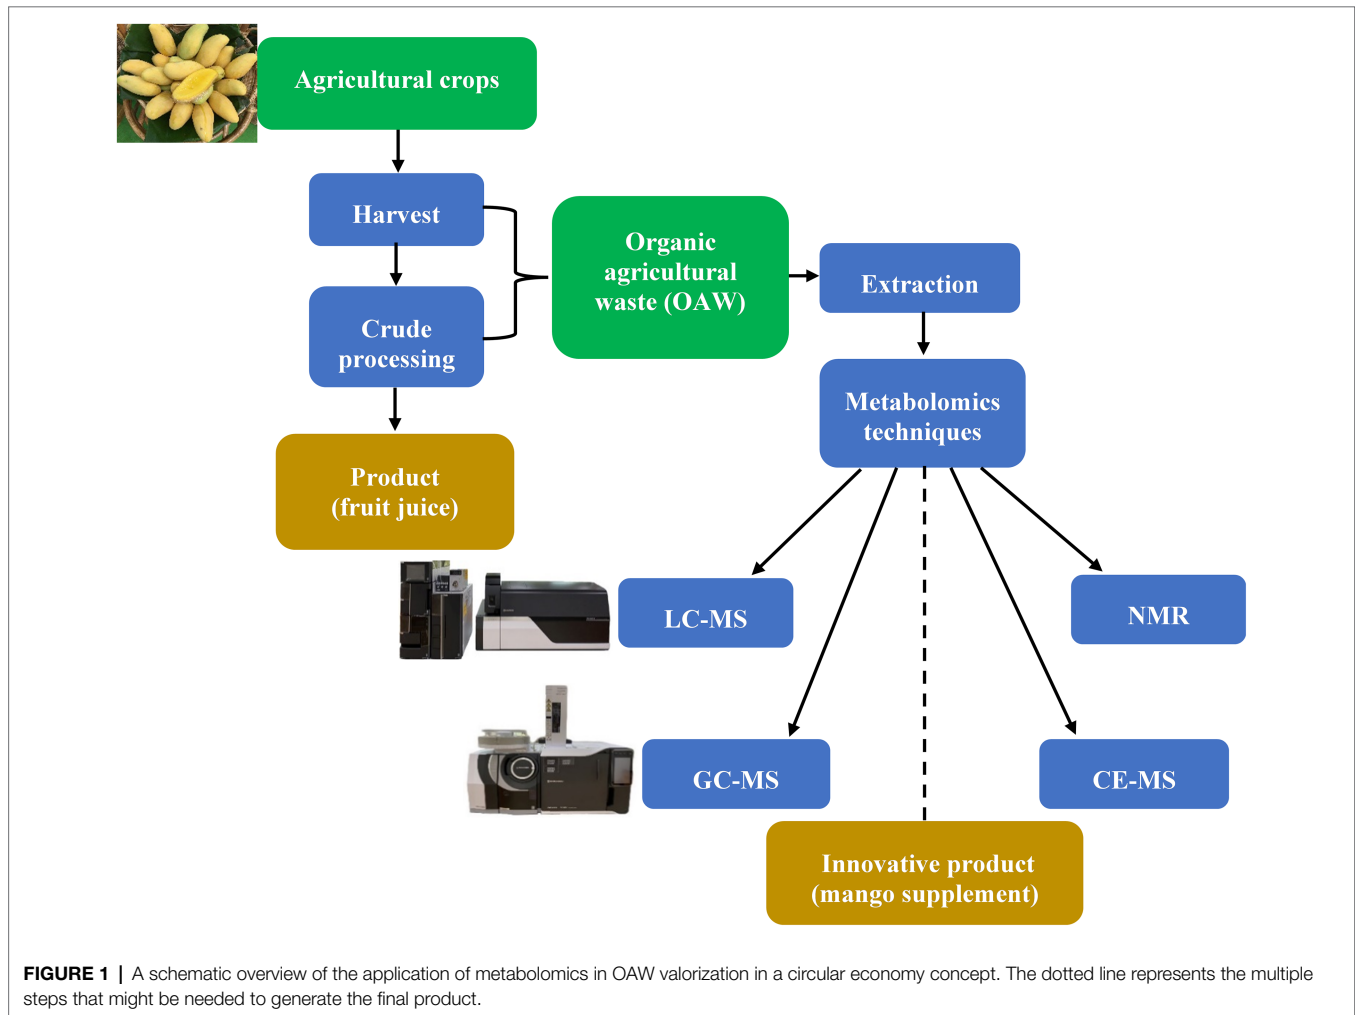 Agricultural crops
Harvest
Crude
processing
Product
(fruit juice)
Organic
agricultural
waste (OAW)
Extraction
Metabolomics
techniques
LC-MS
NMR
GC-MS
CE-MS
Innovative product
(mango supplement)
FIGURE 1 | A schematic overview of the application of metabolomics in OAW valorization in a circular economy concept. The dotted line represents the multiple
steps that might be needed to generate the final product.